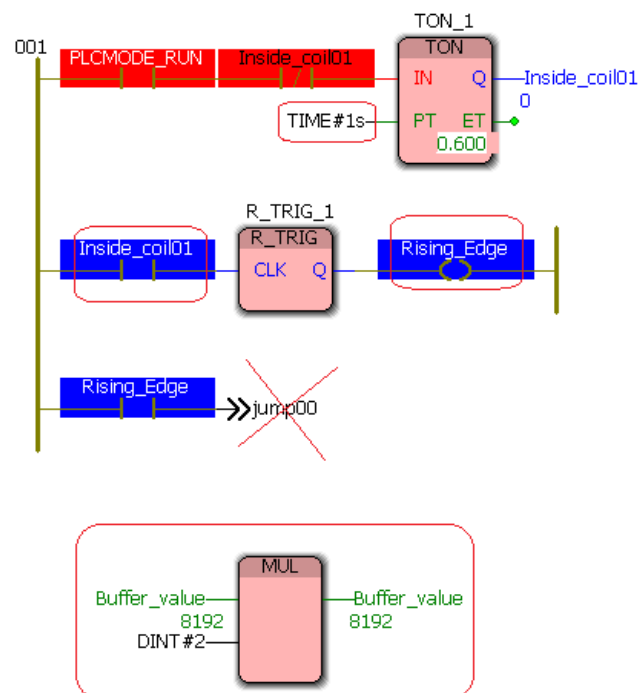 TON_1
001
PLCMODE_RUN Inside_coil01 TON
IN Q Inside_coil01
0
TIME#1s PT ET
0.600
R_TRIG_1
Inside_coil01 R_TRIG Rising_Edge
CLK Q
Rising_Edge
jump00
MUL
Buffer_value Buffer_value
8192 8192
DINT#2